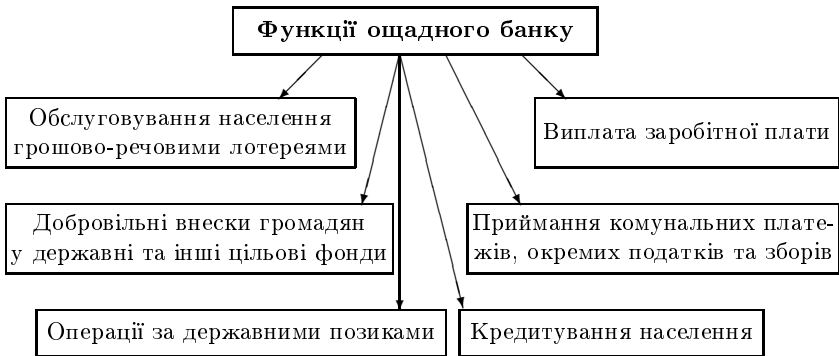 Функції ощадного банку
Обслуговування населення
грошово-речовими лотереями
Виплата заробітної плати
Добровільні внески громадян
у державні та інші цільові фонди
Приймання комунальних плате-
жів, окремих податків та зборів
Операції за державними позиками
Кредитування населення